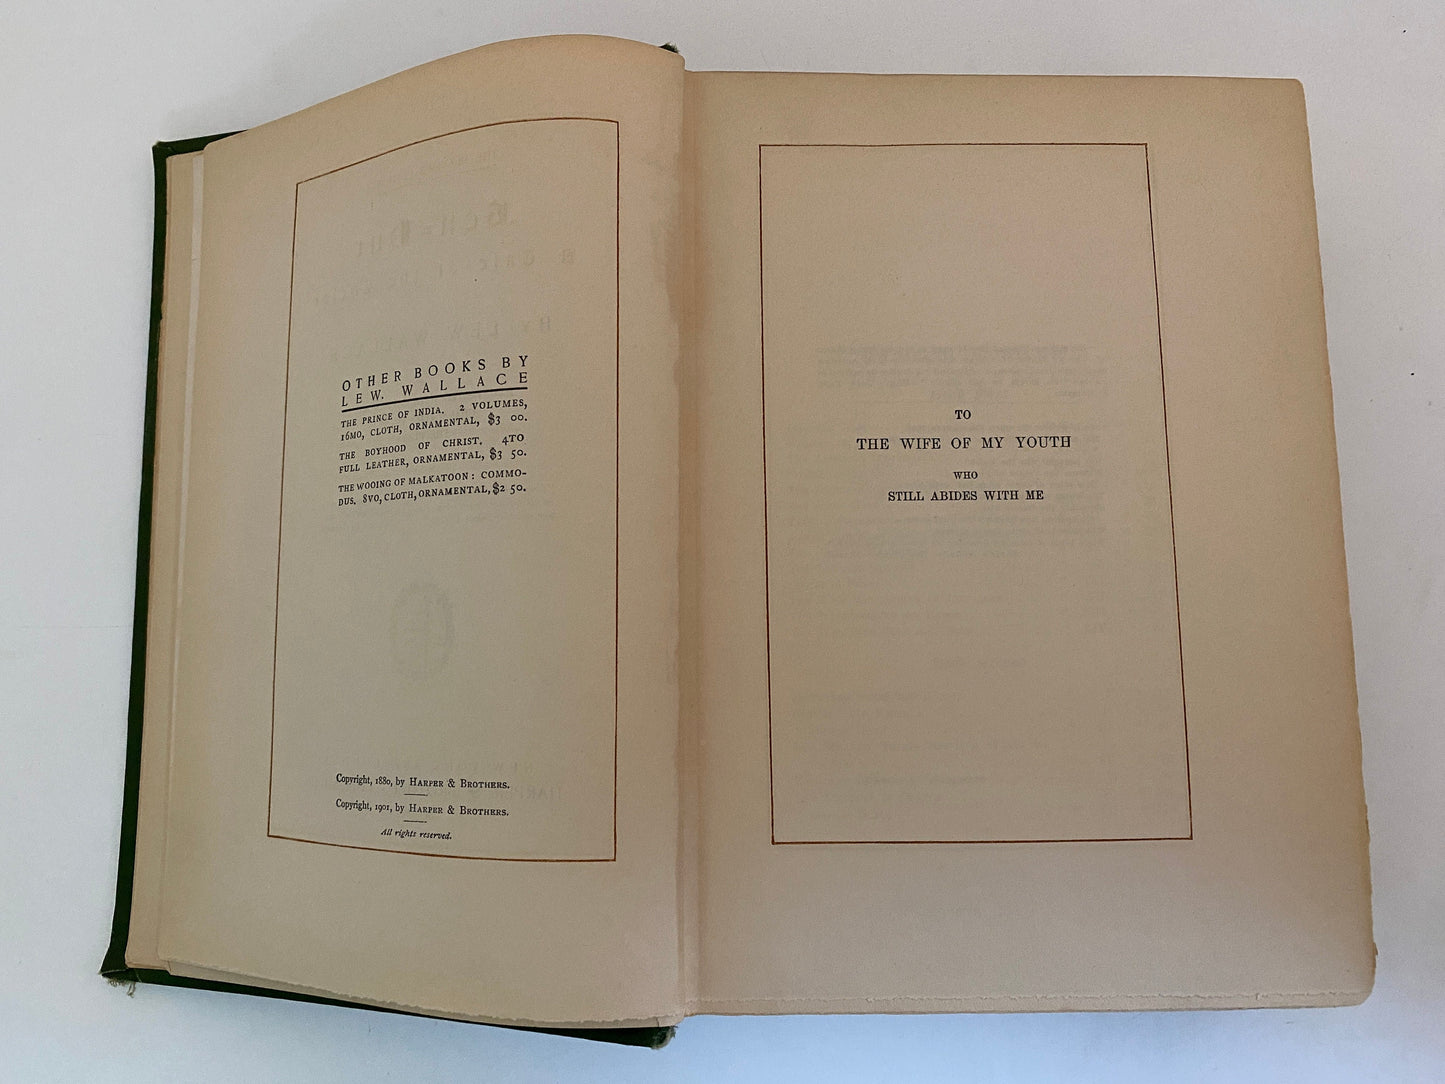 OTHER BOOKS BY
LEW. WALLACE
THE PRINCE OF INDIA. 2 VOLUMES,
16MO, CLOTH, ORNAMENTAL, $3 00.
THE BOYHOOD OF CHRIST. 4TO
FULL LEATHER, ORNAMENTAL, $3 50.
THE WOOING OF MALKATOON: COMMO-
DUS. 8VO, CLOTH, ORNAMENTAL, $2 50.
Copyright, 1880, by HARPER & BROTHERS.
Copyright, 1901, by HARPER & BROTHERS.
All rights reserved.
TO
THE WIFE OF MY YOUTH
WHO
STILL ABIDES WITH ME